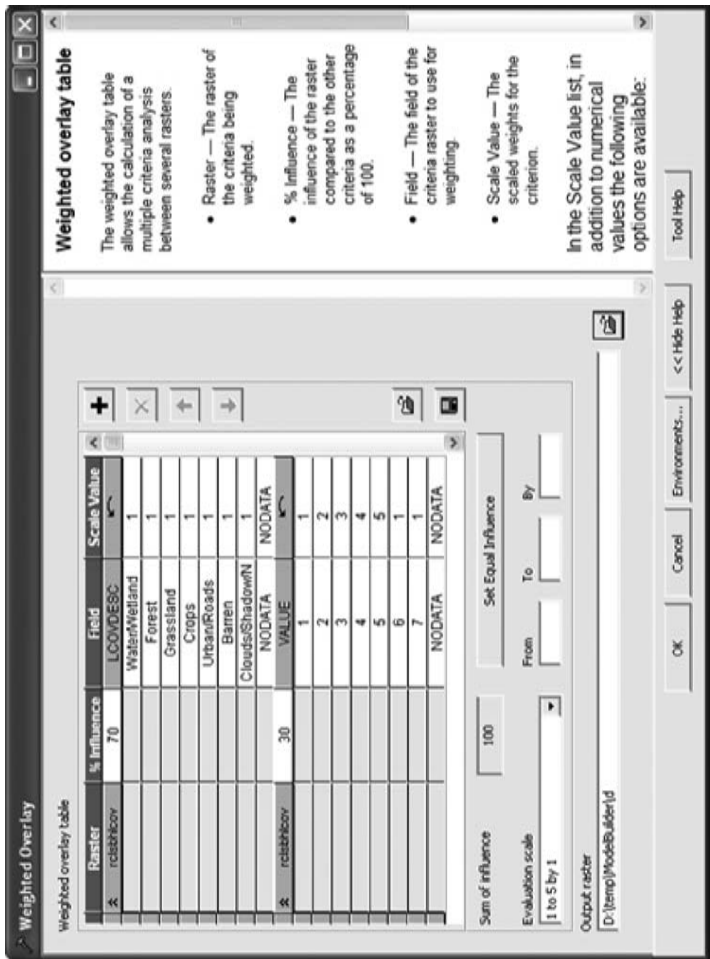 Weighted Overlay
Weighted overlay table
Raster % Influence Field Scale Value
rclsbhlcov 70 LCOVDESC
Water/Wetland 1
Forest 1
Grassland 1
Crops 1
Urban/Roads 1
Barren 1
Clouds/Shadow/N 1
NODATA NODATA
rclsbhlcov 30 VALUE
1 1
2 2
3 3
4 4
5 5
6 1
7 1
NODATA NODATA
Sum of influence 100 Set Equal Influence
Evaluation scale From To By
1 to 5 by 1
Output raster
D:\temp\ModelBuilder\d
OK Cancel Environments... << Hide Help Tool Help
Weighted overlay table
The weighted overlay table
allows the calculation of a
multiple criteria analysis
between several rasters.
• Raster — The raster of
the criteria being
weighted.
• % Influence — The
influence of the raster
compared to the other
criteria as a percentage
of 100.
• Field — The field of the
criteria raster to use for
weighting.
• Scale Value — The
scaled weights for the
criterion.
In the Scale Value list, in
addition to numerical
values the following
options are available: